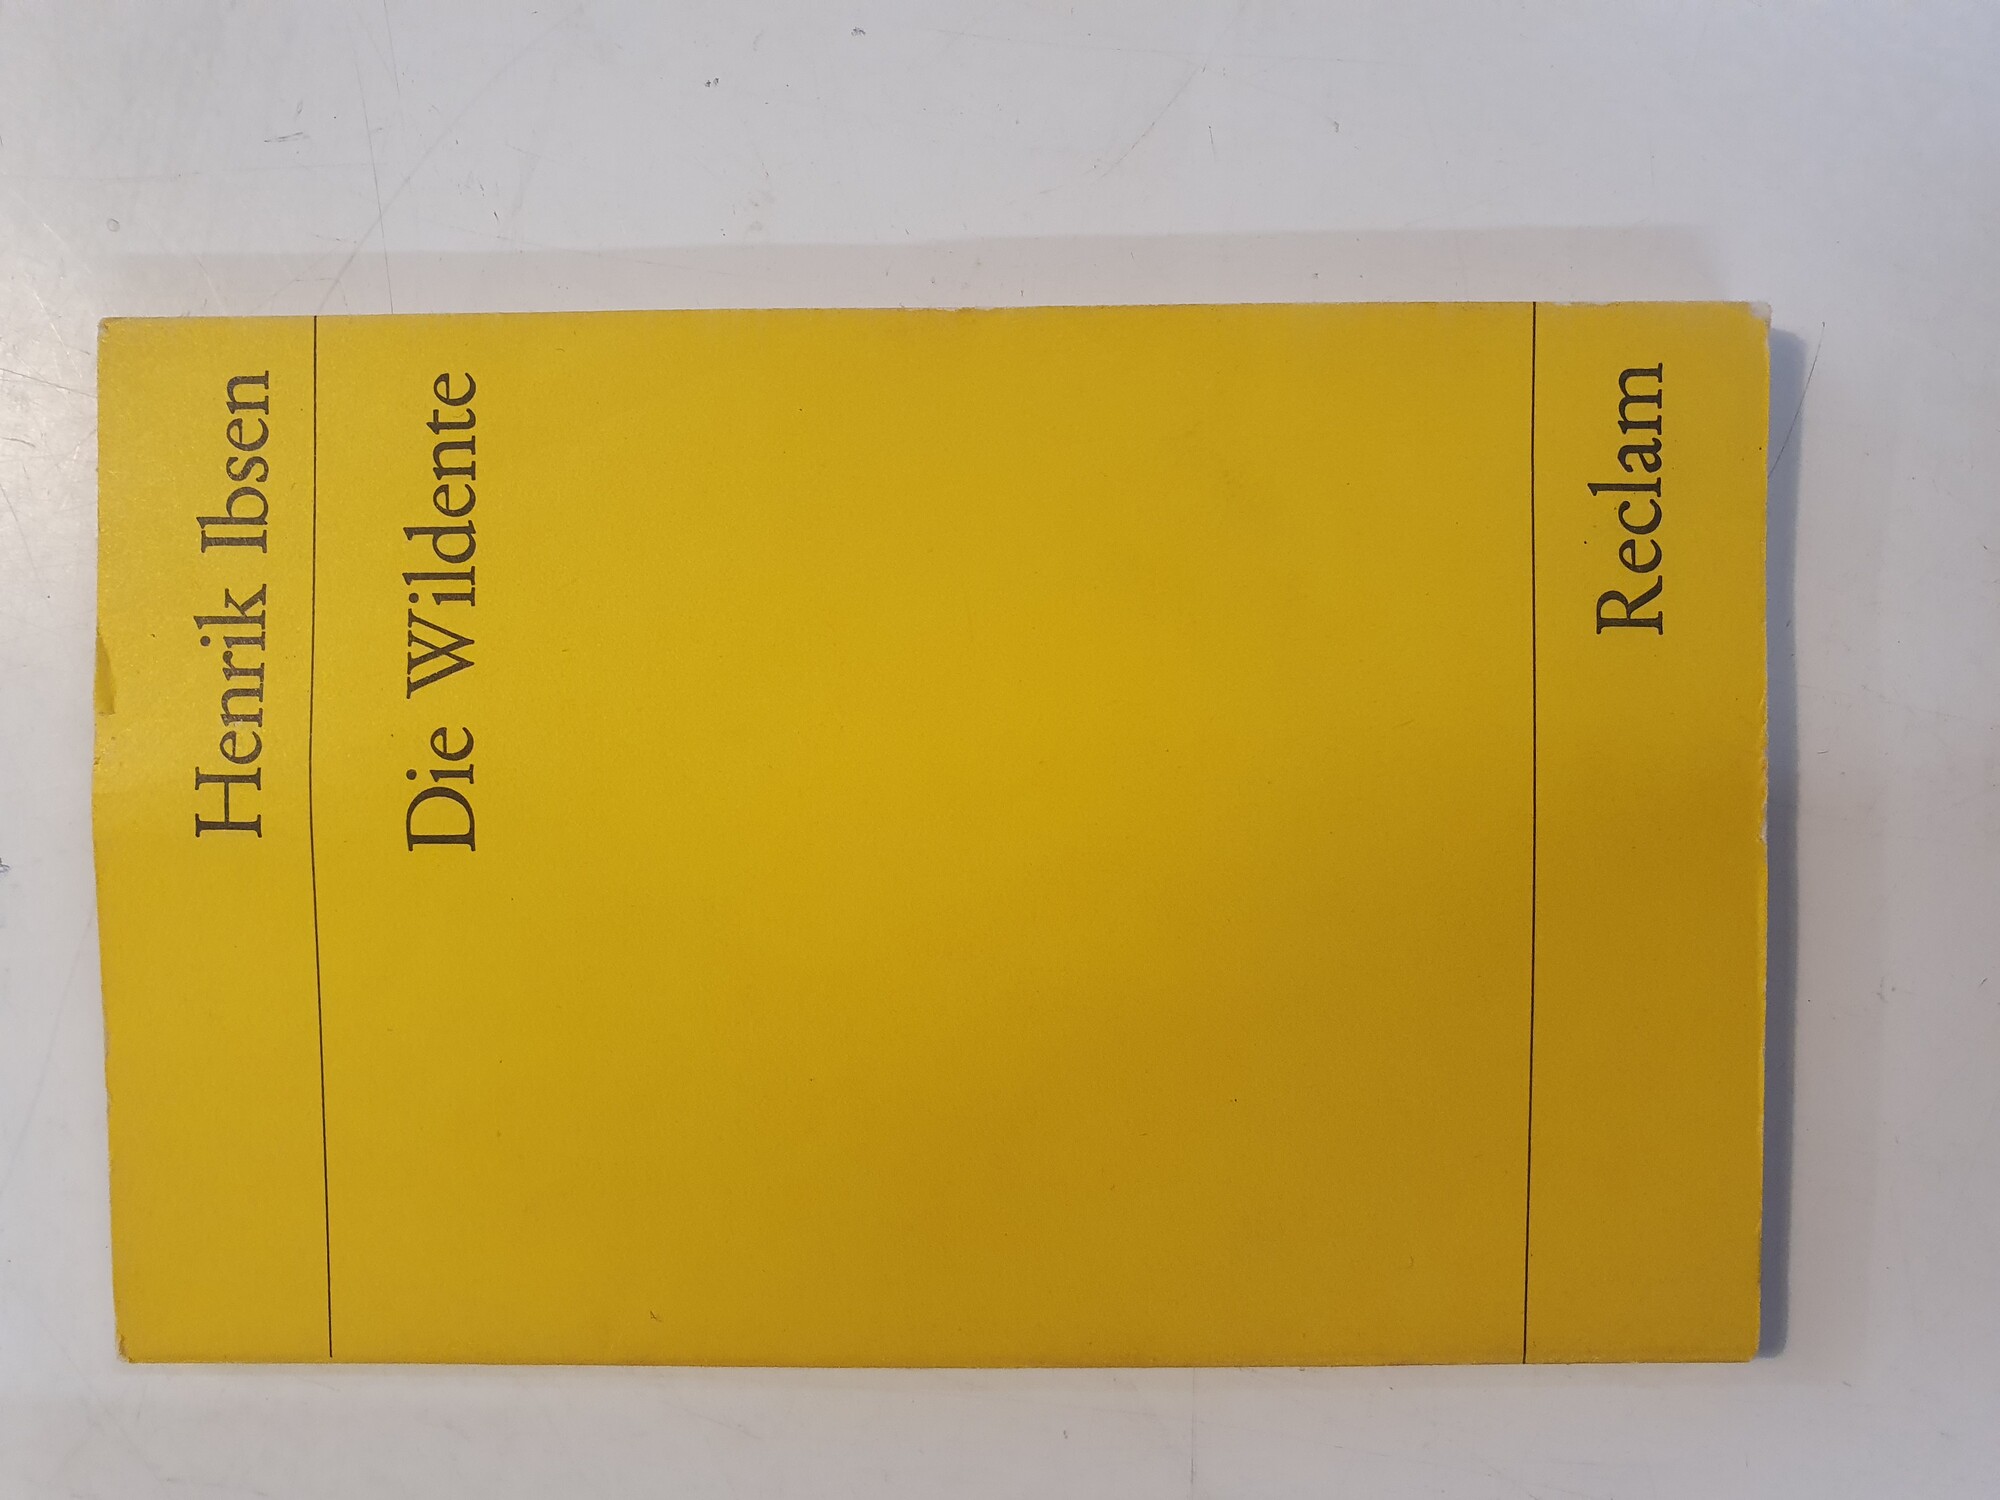 Henrik Ibsen
Die Wildente
Reclam